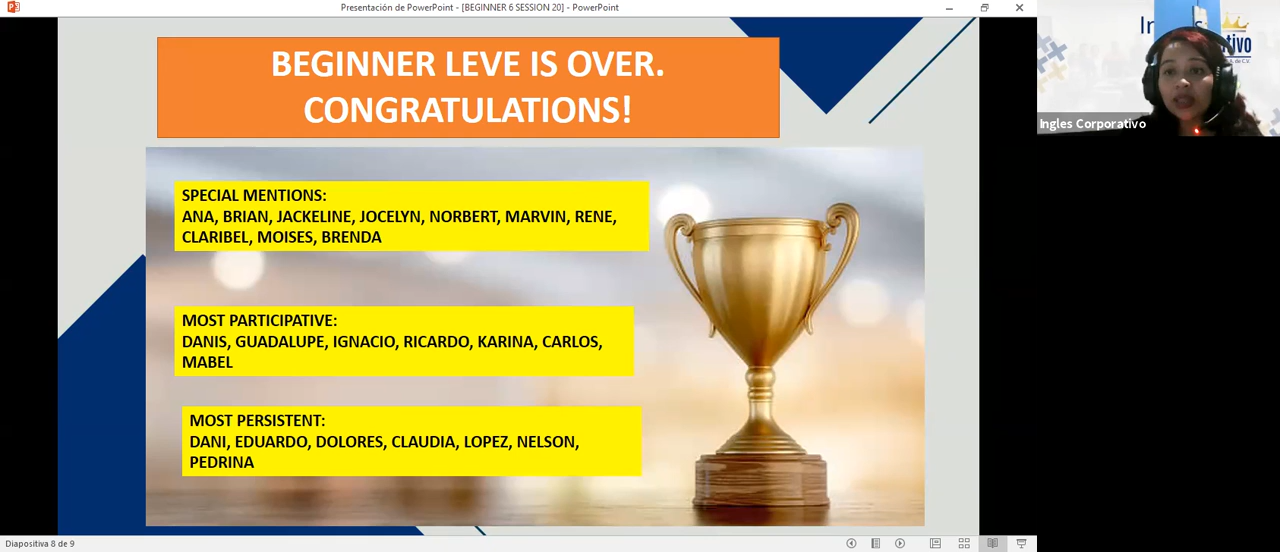 Presentación de PowerPoint - [BEGINNER 6 SESSION 20] - PowerPoint
BEGINNER LEVE IS OVER.
CONGRATULATIONS!
SPECIAL MENTIONS:
ANA, BRIAN, JACKELINE, JOCELYN, NORBERT, MARVIN, RENE,
CLARIBEL, MOISES, BRENDA
MOST PARTICIPATIVE:
DANIS, GUADALUPE, IGNACIO, RICARDO, KARINA, CARLOS,
MABEL
MOST PERSISTENT:
DANI, EDUARDO, DOLORES, CLAUDIA, LOPEZ, NELSON,
PEDRINA
Diapositiva 8 de 9
Ingles Corporativo